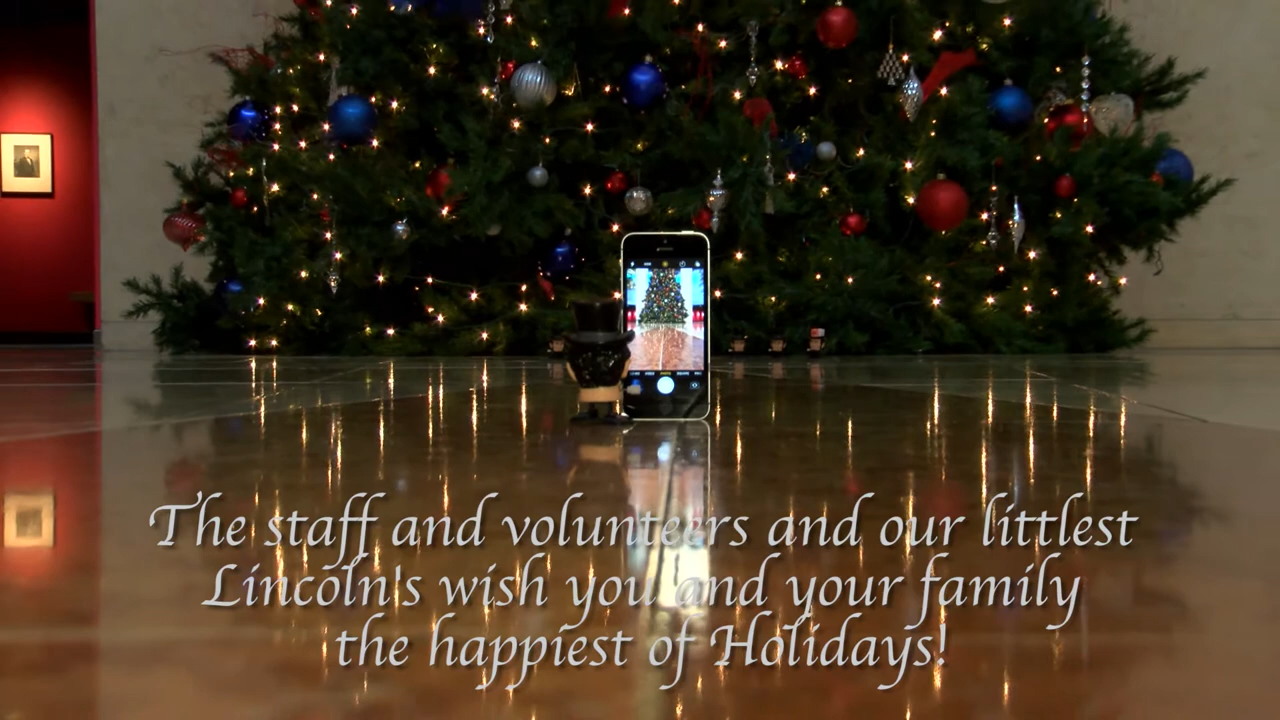 The staff and volunteers and our littlest
Lincoln's wish you and your family
the happiest of Holidays!